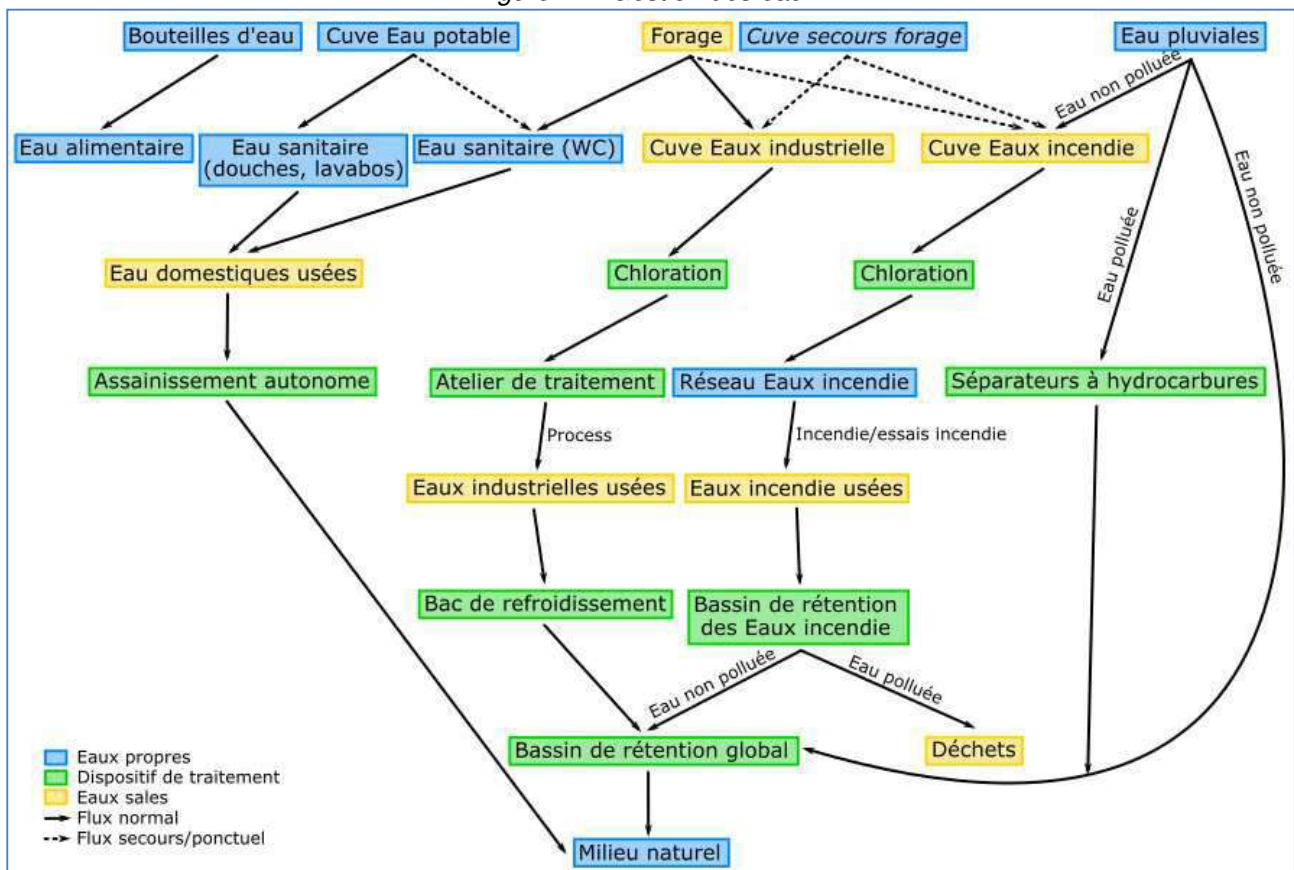 Bouteilles d'eau
Cuve Eau potable
Forage
Cuve secours forage
Eau pluviales
Eau non polluée
Eau alimentaire
Eau sanitaire
(douches, lavabos)
Eau sanitaire (WC)
Cuve Eaux industrielle
Cuve Eaux incendie
Eau non polluée
Eau polluée
Eau domestiques usées
Chloration
Chloration
Assainissement autonome
Atelier de traitement
Réseau Eaux incendie
Séparateurs à hydrocarbures
Process
Incendie/essais incendie
Eaux industrielles usées
Eaux incendie usées
Bac de refroidissement
Bassin de rétention
des Eaux incendie
Eau non polluée
Eau polluée
Bassin de rétention global
Déchets
Eaux propres
Dispositif de traitement
Eaux sales
Flux normal
Flux secours/ponctuel
Milieu naturel